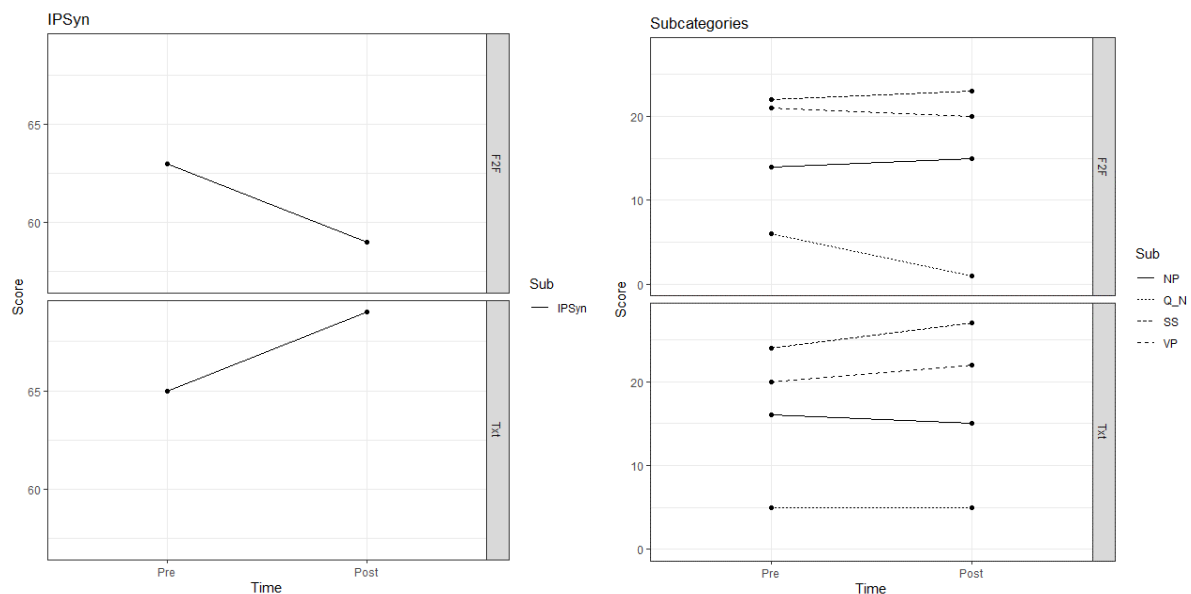 IPSyn
Score
65
60
F2F
65
60
Txt
Pre
Post
Time
Sub
IPSyn
Subcategories
Score
20
10
0
F2F
20
10
0
Txt
Pre
Post
Time
Sub
NP
Q_N
SS
VP